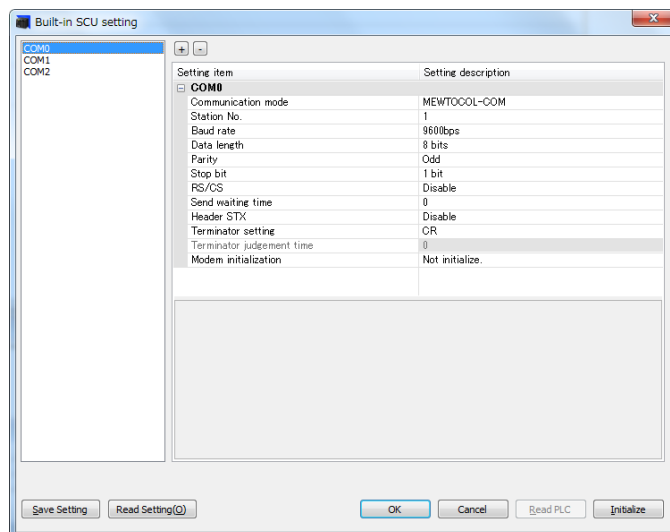 Built-in SCU setting
x
COM0
COM1
COM2
+ -
Setting item Setting description
COM0
Communication mode MEWTOCOL-COM
Station No. 1
Baud rate 9600bps
Data length 8 bits
Parity Odd
Stop bit 1 bit
RS/CS Disable
Send waiting time 0
Header STX Disable
Terminator setting CR
Terminator judgement time 0
Modem initialization Not initialize.
Save Setting Read Setting(O) OK Cancel Read PLC Initialize